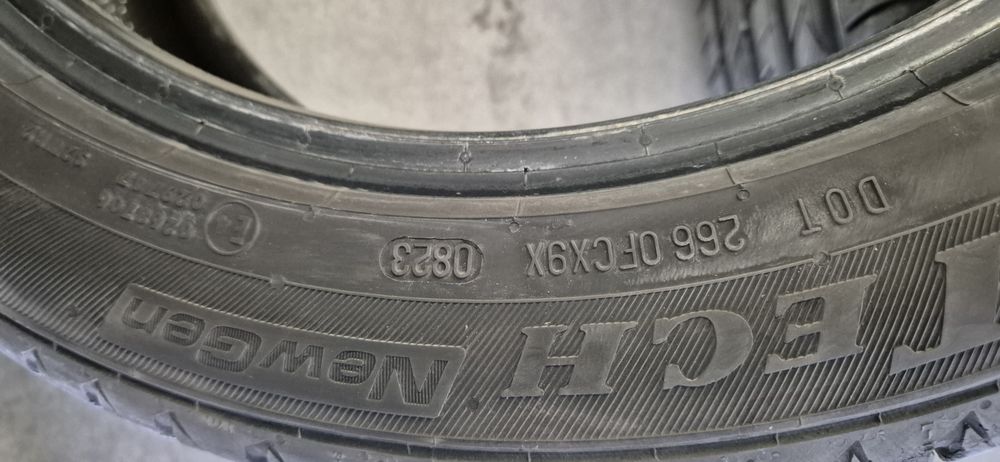 DOT 266 0FCX9X 0823
TECH NewGen